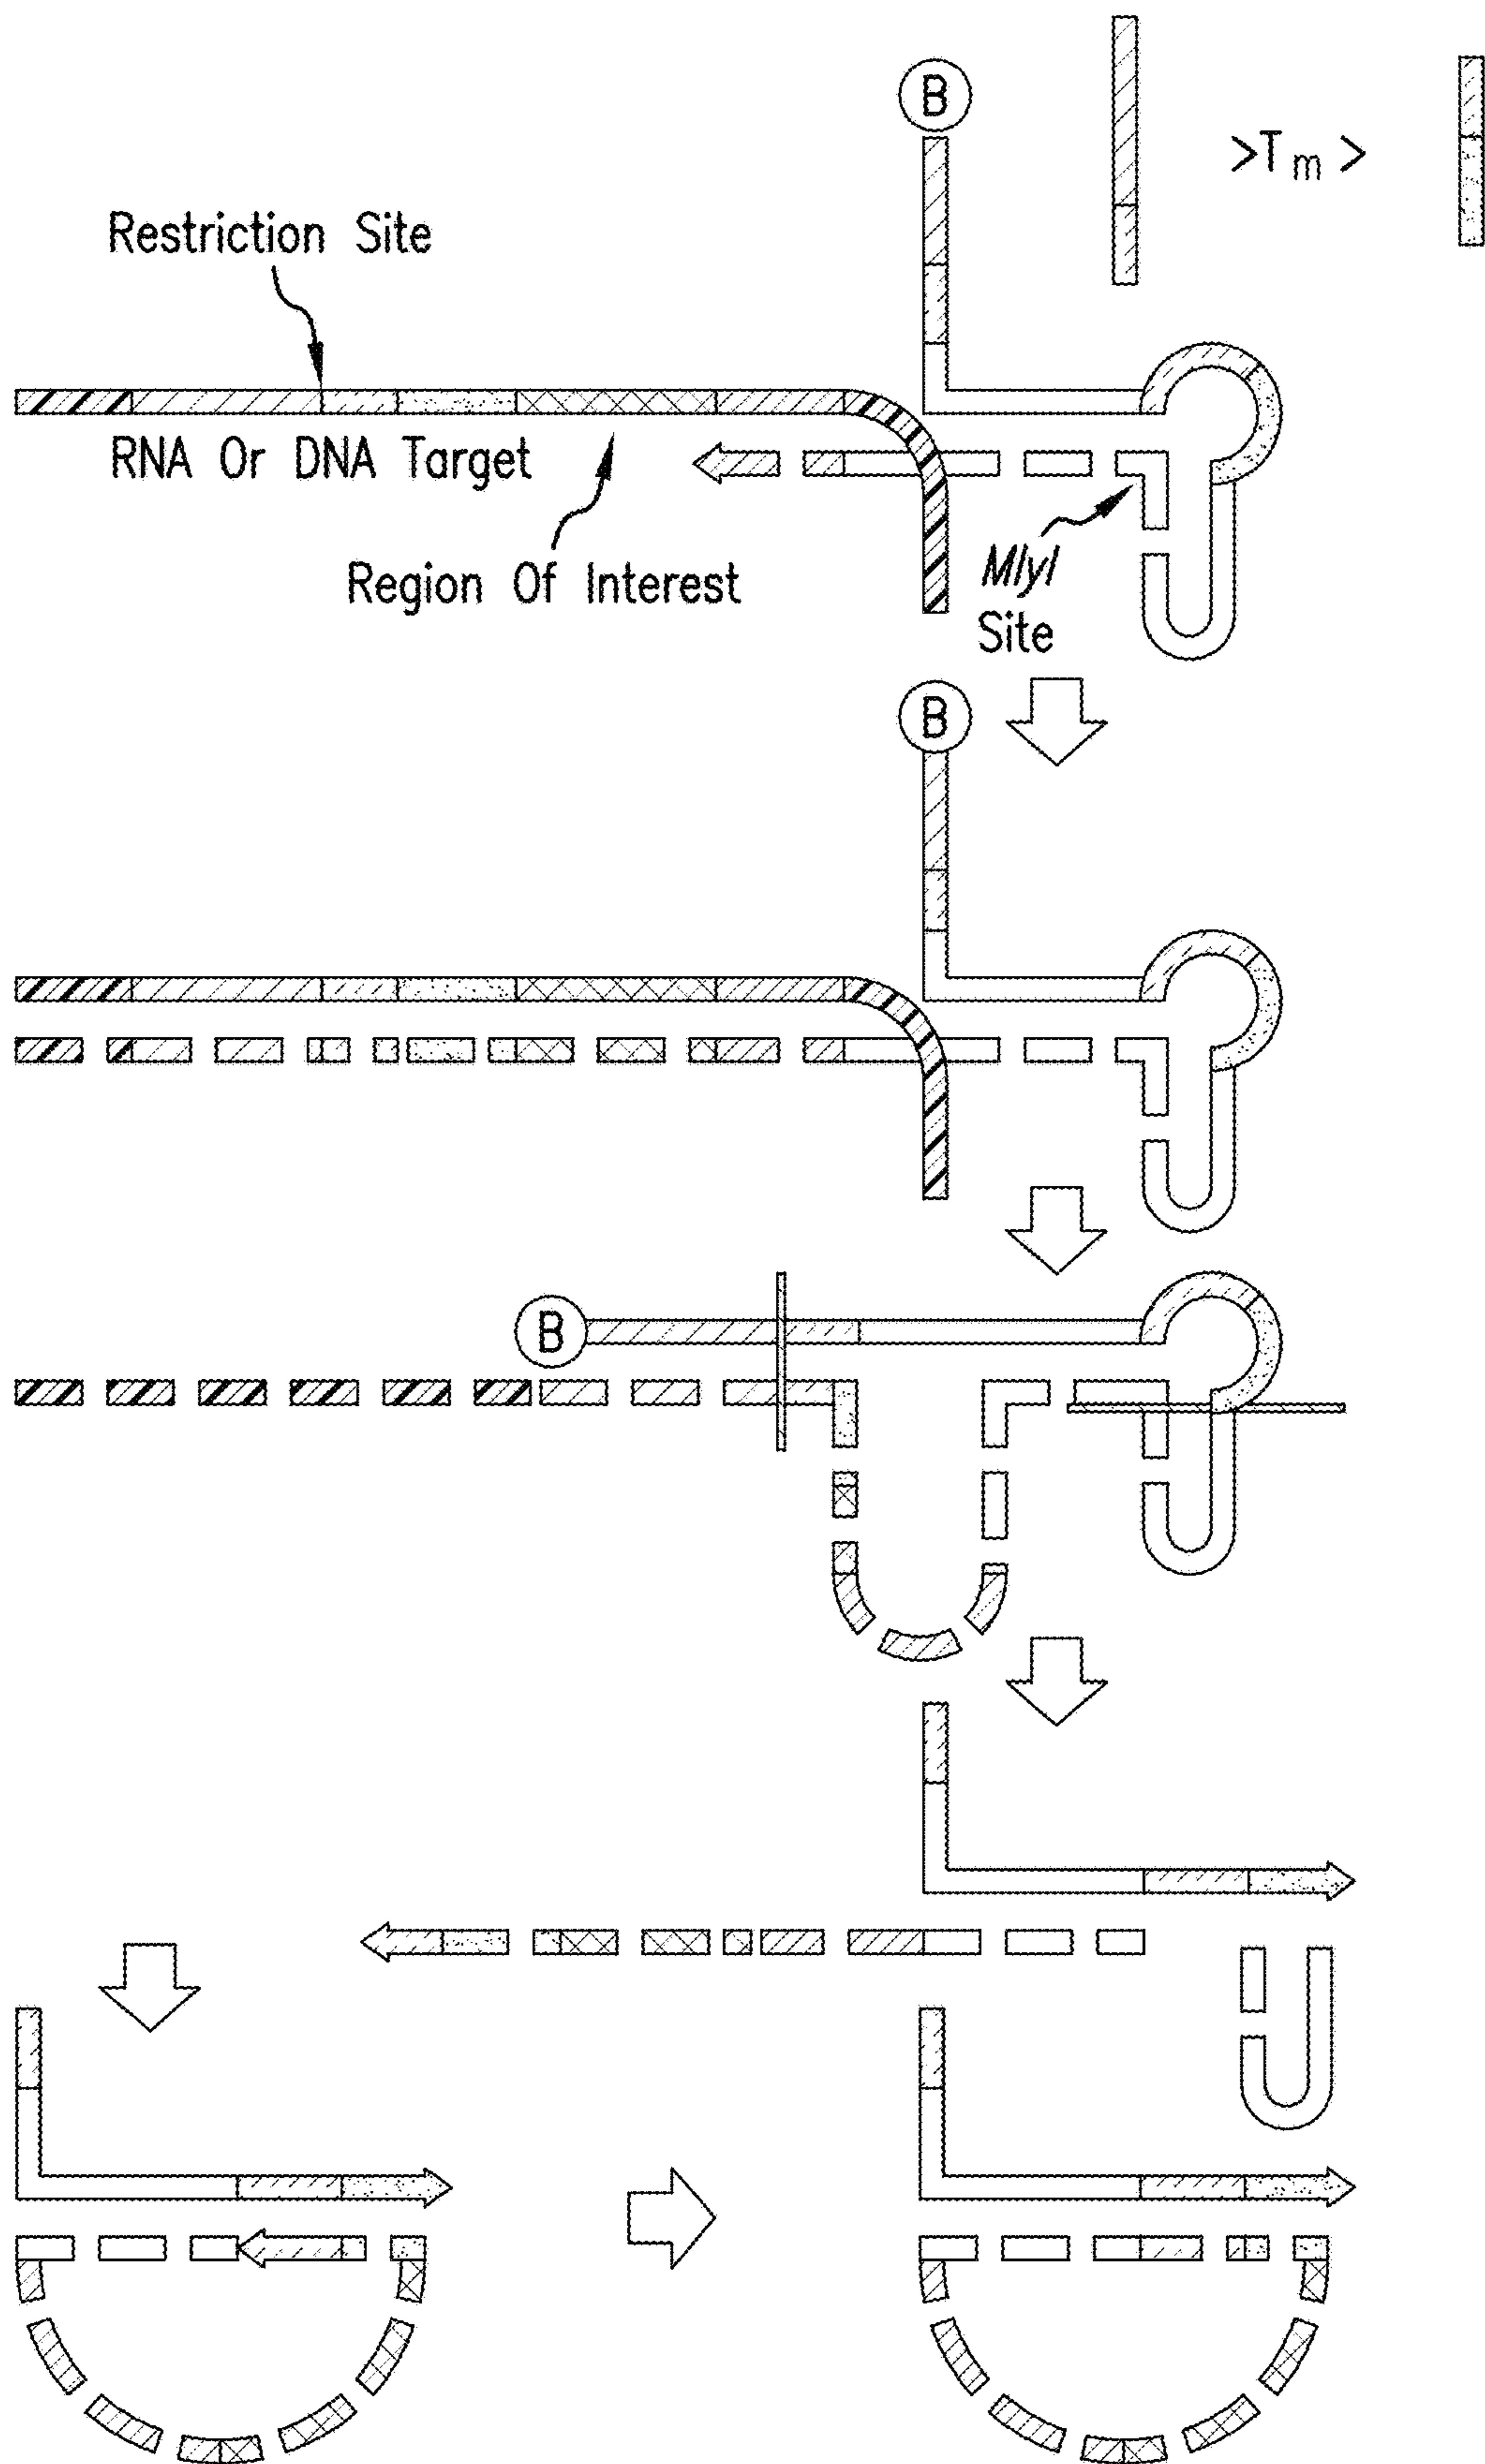 B
>Tm >
Restriction Site
RNA Or DNA Target
Region Of Interest
MlyI
Site
B
B